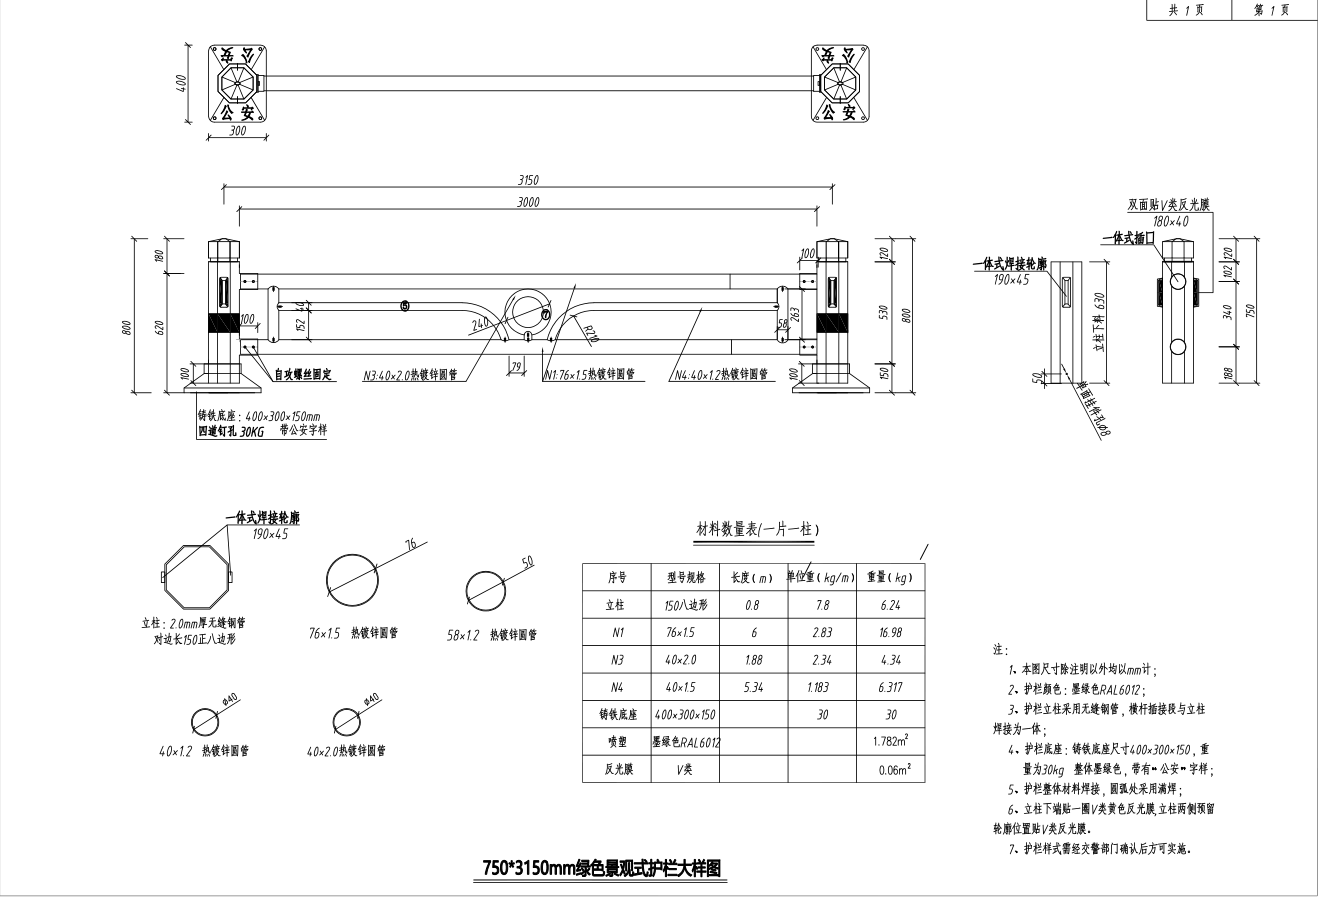 共 1 页 第 1 页
公安
400
公安
公安
公安
300
3150
3000
双面贴V类反光膜
180×40
一体式插口
一体式焊接轮廓
190×45
180
800
620
100
100
40
152
240
79
R210
58
263
100
100
120
530
800
150
立柱下料 630
50
单面挂件孔Φ8
120
102
340
750
188
自攻螺丝固定
N3:40×2.0热镀锌圆管
N1:76×1.5热镀锌圆管
N4:40×1.2热镀锌圆管
铸铁底座：400×300×150mm
四道钉孔 30KG 带公安字样
一体式焊接轮廓
190×45
立柱：2.0mm厚无缝钢管
对边长150正八边形
76
76×1.5 热镀锌圆管
50
58×1.2 热镀锌圆管
ø40
40×1.2 热镀锌圆管
ø40
40×2.0热镀锌圆管
材料数量表(一片一柱)
序号 型号规格 长度(m) 单位重(kg/m) 重量(kg)
立柱 150八边形 0.8 7.8 6.24
N1 76×1.5 6 2.83 16.98
N3 40×2.0 1.88 2.34 4.34
N4 40×1.5 5.34 1.183 6.317
铸铁底座 400×300×150 30 30
喷塑 墨绿色RAL6012 1.782m²
反光膜 V类 0.06m²
注：
1、本图尺寸除注明以外均以mm计；
2、护栏颜色：墨绿色RAL6012；
3、护栏立柱采用无缝钢管，横杆插接段与立柱
焊接为一体；
4、护栏底座：铸铁底座尺寸400×300×150，重
量为30kg 整体墨绿色，带有“公安”字样；
5、护栏整体材料焊接，圆弧处采用满焊；
6、立柱下端贴一圈V类黄色反光膜,立柱两侧预留
轮廓位置贴V类反光膜。
7、护栏样式需经交警部门确认后方可实施。
750*3150mm绿色景观式护栏大样图